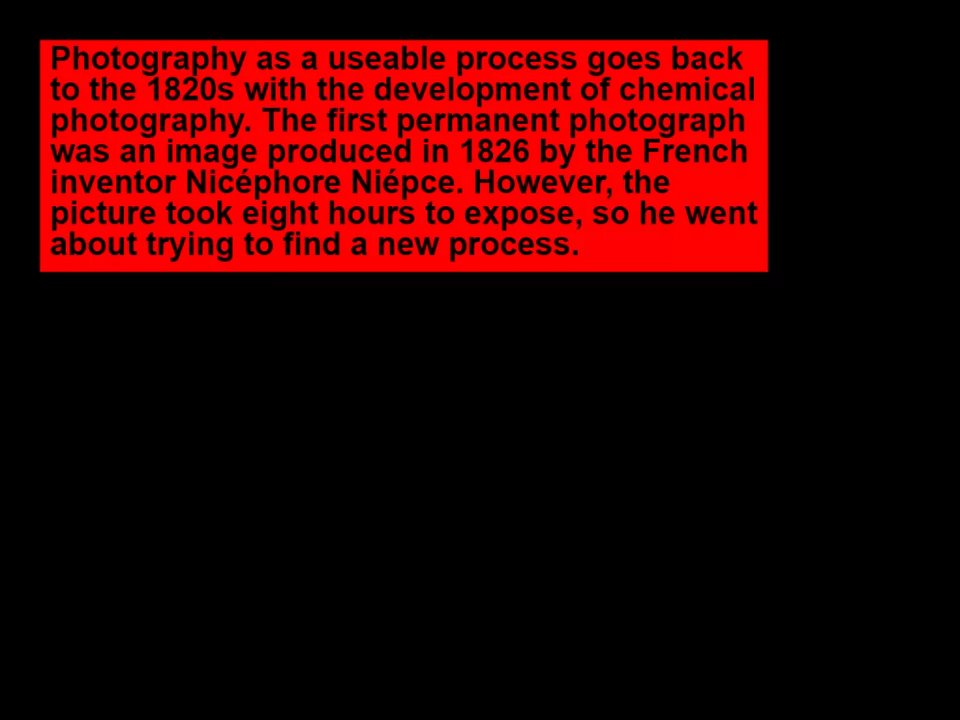 Photography as a useable process goes back
to the 1820s with the development of chemical
photography. The first permanent photograph
was an image produced in 1826 by the French
inventor Nicéphore Niépce. However, the
picture took eight hours to expose, so he went
about trying to find a new process.